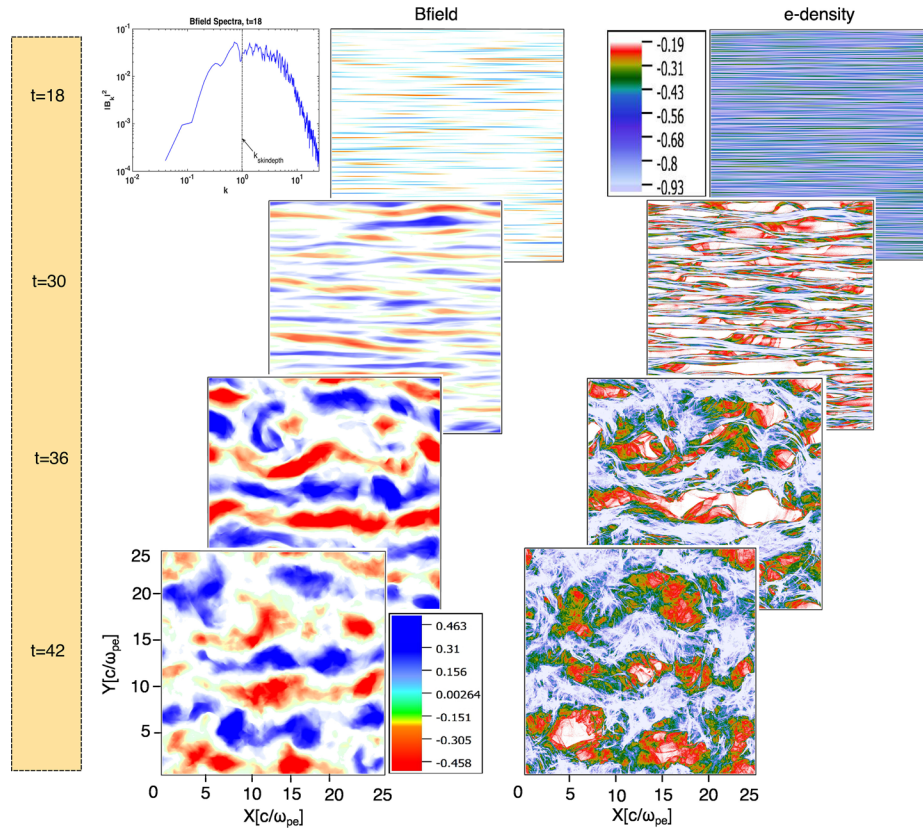 Bfield
e-density
Bfield Spectra, t=18
10^-1
10^-2
10^-3
10^-4
|B_k|^2
k_skindepth
10^-2
10^-1
10^0
10^1
k
-0.19
-0.31
-0.43
-0.56
-0.68
-0.8
-0.93
t=18
t=30
t=36
t=42
25
20
15
10
5
Y[c/ω_pe]
0.463
0.31
0.156
0.00264
-0.151
-0.305
-0.458
0 5 10 15 20 25
X[c/ω_pe]
0 5 10 15 20 25
X[c/ω_pe]